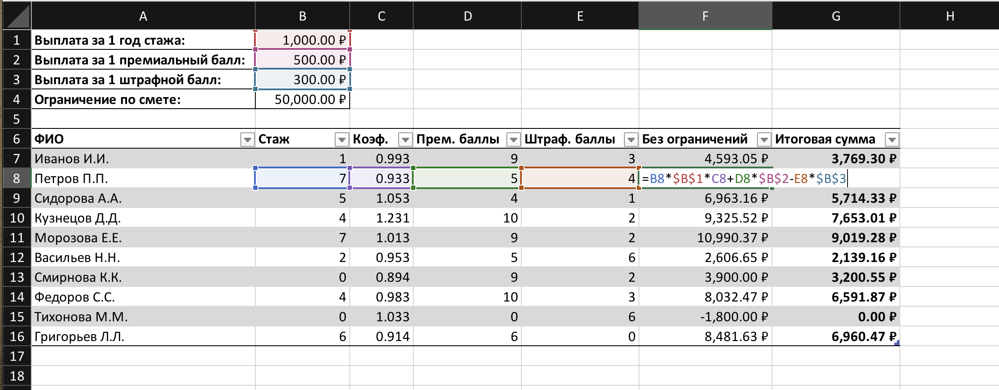 A B C D E F G H
1 Выплата за 1 год стажа: 1,000.00 ₽
2 Выплата за 1 премиальный балл: 500.00 ₽
3 Выплата за 1 штрафной балл: 300.00 ₽
4 Ограничение по смете: 50,000.00 ₽
5
6 ФИО Стаж Коэф. Прем. баллы Штраф. баллы Без ограничений Итоговая сумма
7 Иванов И.И. 1 0.993 9 3 4,593.05 ₽ 3,769.30 ₽
8 Петров П.П. 7 0.933 5 4 =B8*$B$1*C8+D8*$B$2-E8*$B$3
9 Сидорова А.А. 5 1.053 4 1 6,963.16 ₽ 5,714.33 ₽
10 Кузнецов Д.Д. 4 1.231 10 2 9,325.52 ₽ 7,653.01 ₽
11 Морозова Е.Е. 7 1.013 9 2 10,990.37 ₽ 9,019.28 ₽
12 Васильев Н.Н. 2 0.953 5 6 2,606.65 ₽ 2,139.16 ₽
13 Смирнова К.К. 0 0.894 9 2 3,900.00 ₽ 3,200.55 ₽
14 Федоров С.С. 4 0.983 10 3 8,032.47 ₽ 6,591.87 ₽
15 Тихонова М.М. 0 1.033 0 6 -1,800.00 ₽ 0.00 ₽
16 Григорьев Л.Л. 6 0.914 6 0 8,481.63 ₽ 6,960.47 ₽
17
18